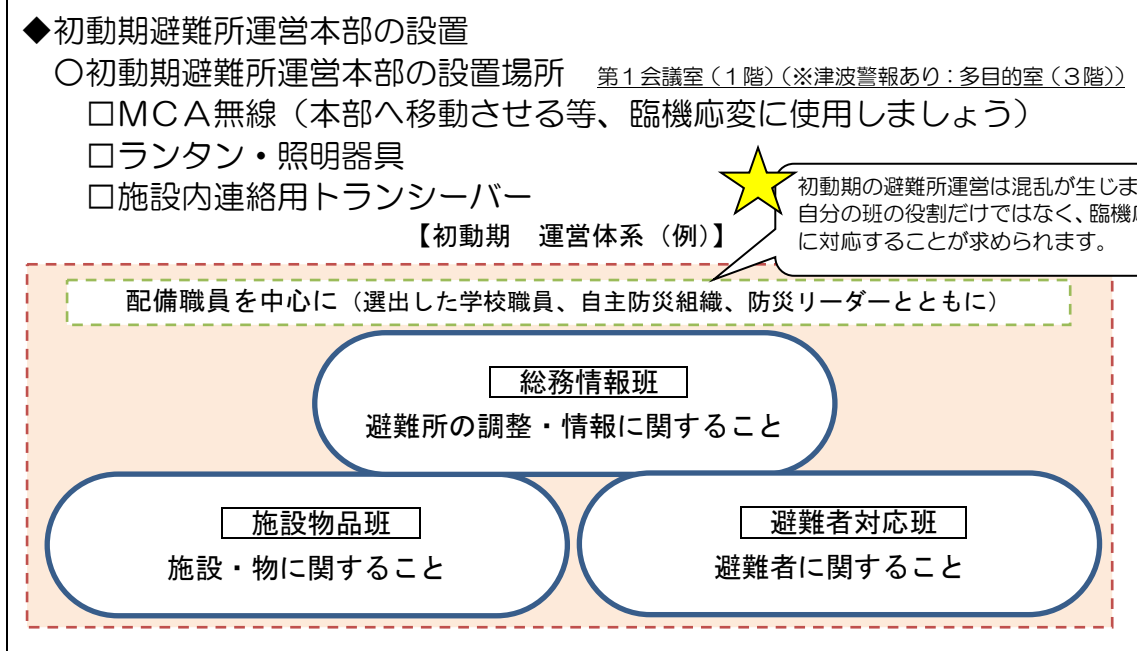 ◆初動期避難所運営本部の設置
〇初動期避難所運営本部の設置場所 第１会議室(１階)(※津波警報あり：多目的室(３階))
□ＭＣＡ無線（本部へ移動させる等、臨機応変に使用しましょう）
□ランタン・照明器具
□施設内連絡用トランシーバー
初動期の避難所運営は混乱が生じま
自分の班の役割だけではなく、臨機
に対応することが求められます。
【初動期　運営体系（例）】
配備職員を中心に（選出した学校職員、自主防災組織、防災リーダーとともに）
総務情報班
避難所の調整・情報に関すること
施設物品班
施設・物に関すること
避難者対応班
避難者に関すること